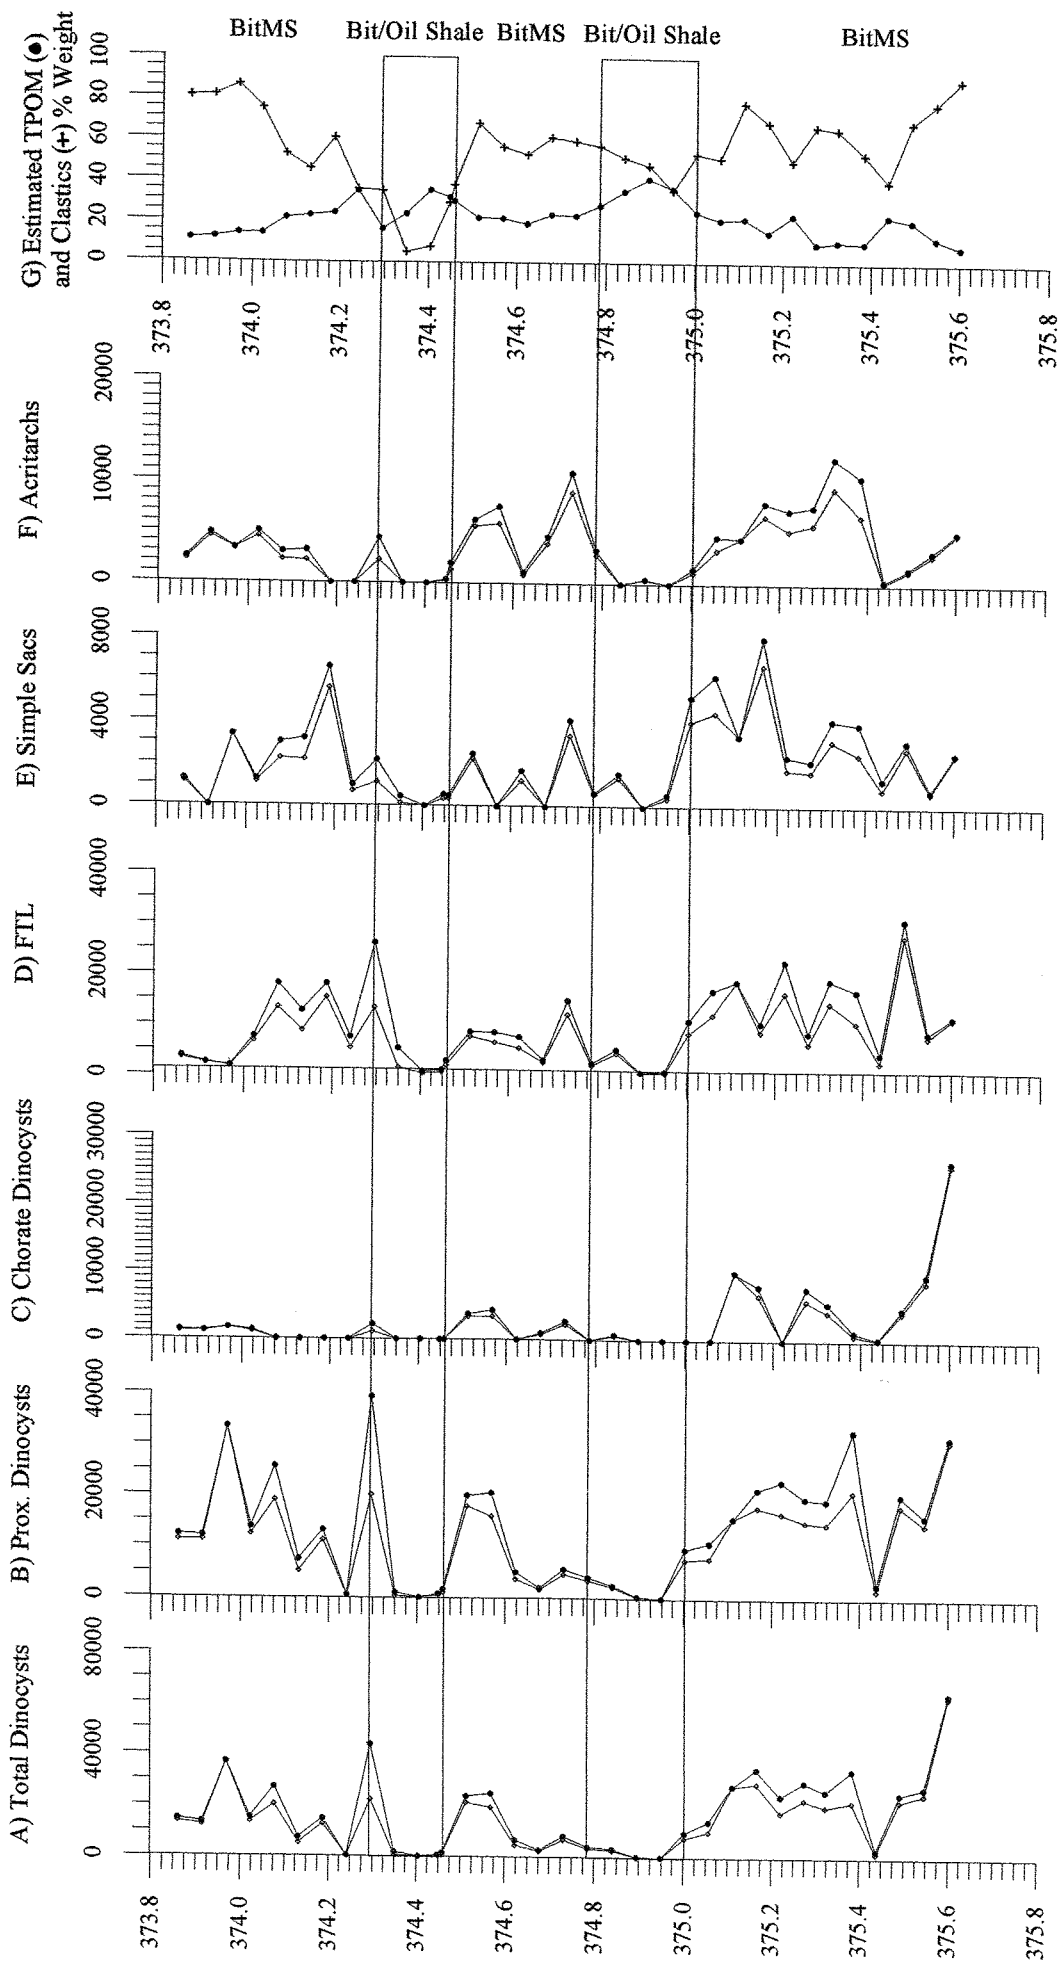 BitMS Bit/Oil Shale BitMS Bit/Oil Shale BitMS
G) Estimated TPOM (●)
and Clastics (+) % Weight
0 20 40 60 80 100
373.8 374.0 374.2 374.4 374.6 374.8 375.0 375.2 375.4 375.6 375.8
F) Acritarchs
0 10000 20000
E) Simple Sacs
0 4000 8000
D) FTL
0 20000 40000
C) Chorate Dinocysts
0 10000 20000 30000
B) Prox. Dinocysts
0 20000 40000
A) Total Dinocysts
0 40000 80000
373.8 374.0 374.2 374.4 374.6 374.8 375.0 375.2 375.4 375.6 375.8